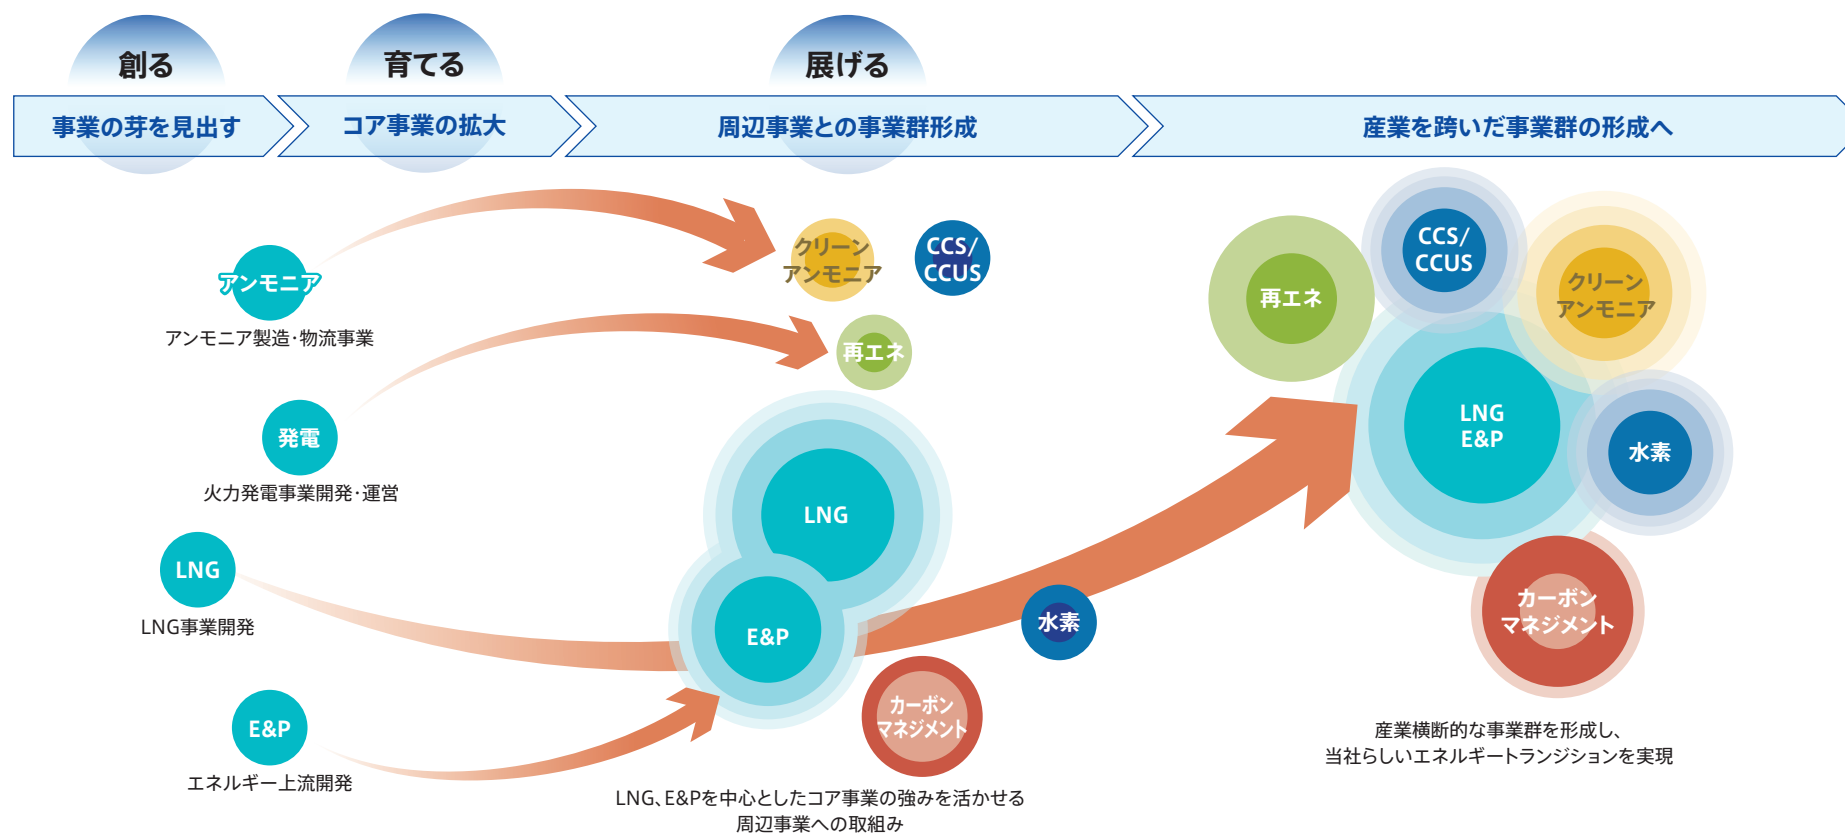 創る
育てる
展げる
事業の芽を見出す
コア事業の拡大
周辺事業との事業群形成
産業を跨いだ事業群の形成へ
アンモニア
アンモニア製造・物流事業
発電
火力発電事業開発・運営
LNG
LNG事業開発
E&P
エネルギー上流開発
クリーン
アンモニア
CCS/
CCUS
再エネ
LNG
E&P
水素
カーボン
マネジメント
LNG、E&Pを中心としたコア事業の強みを活かせる
周辺事業への取組み
再エネ
CCS/
CCUS
クリーン
アンモニア
LNG
E&P
水素
カーボン
マネジメント
産業横断的な事業群を形成し、
当社らしいエネルギートランジションを実現